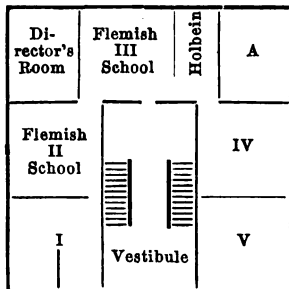 Di-
rector's
Room
Flemish
III
School
Holbein
A
Flemish
II
School
IV
I
Vestibule
V